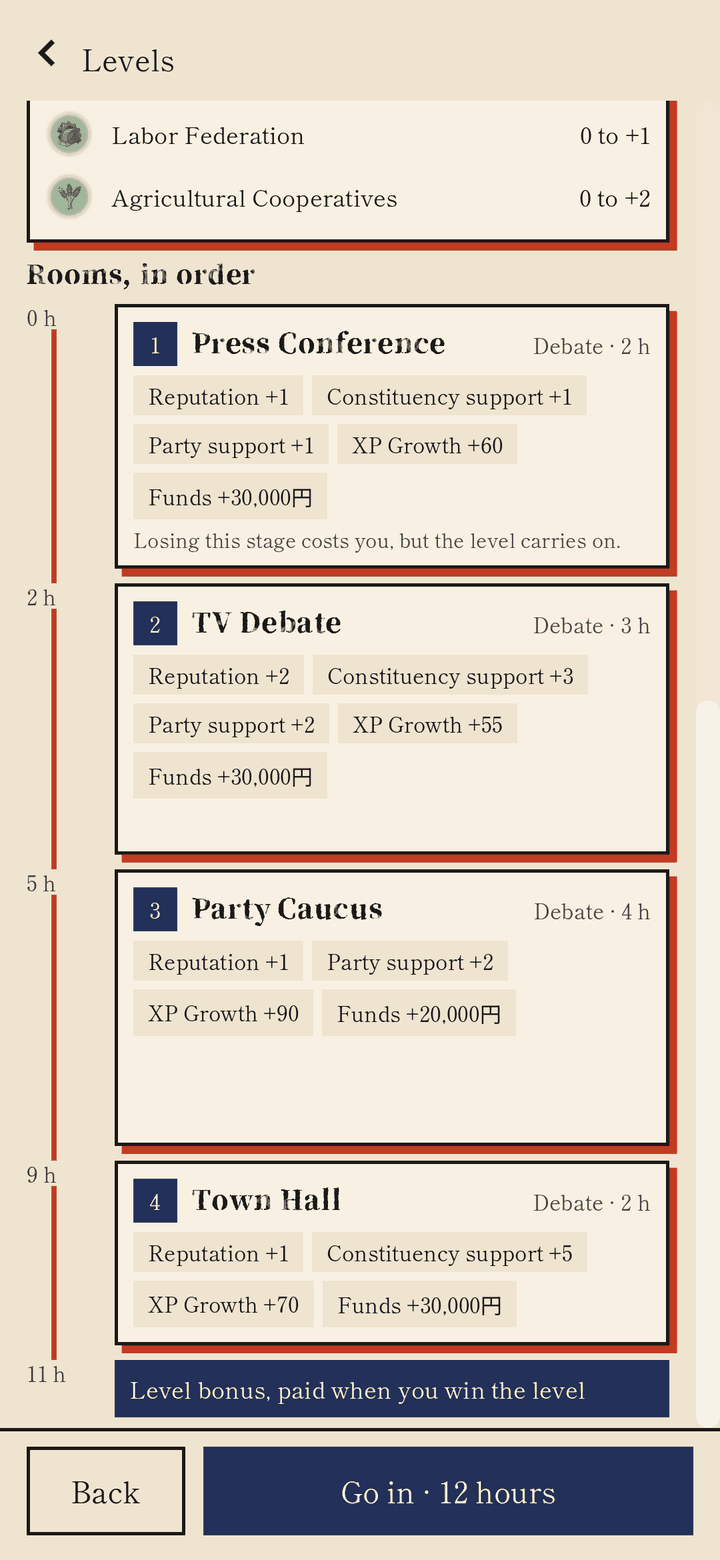 Levels
Labor Federation 0 to +1
Agricultural Cooperatives 0 to +2
Rooms, in order
0 h
1 Press Conference Debate · 2 h
Reputation +1 Constituency support +1
Party support +1 XP Growth +60
Funds +30,000円
Losing this stage costs you, but the level carries on.
2 h
2 TV Debate Debate · 3 h
Reputation +2 Constituency support +3
Party support +2 XP Growth +55
Funds +30,000円
5 h
3 Party Caucus Debate · 4 h
Reputation +1 Party support +2
XP Growth +90 Funds +20,000円
9 h
4 Town Hall Debate · 2 h
Reputation +1 Constituency support +5
XP Growth +70 Funds +30,000円
11 h
Level bonus, paid when you win the level
Back Go in · 12 hours